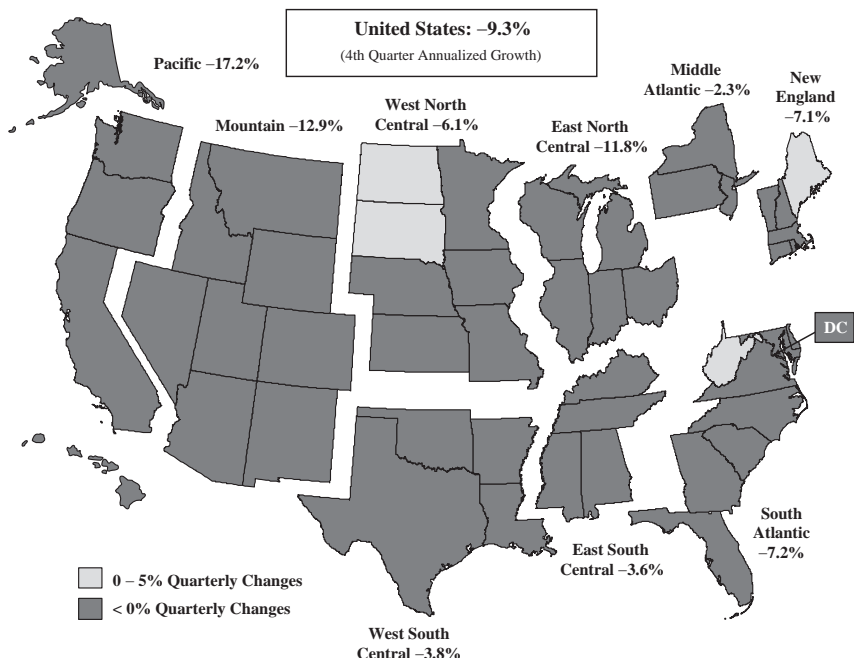 United States: –9.3%
(4th Quarter Annualized Growth)
Pacific –17.2%
Mountain –12.9%
West North
Central –6.1%
East North
Central –11.8%
Middle
Atlantic –2.3%
New
England
–7.1%
DC
South
Atlantic
–7.2%
East South
Central –3.6%
West South
Central –3.8%
0 – 5% Quarterly Changes
< 0% Quarterly Changes